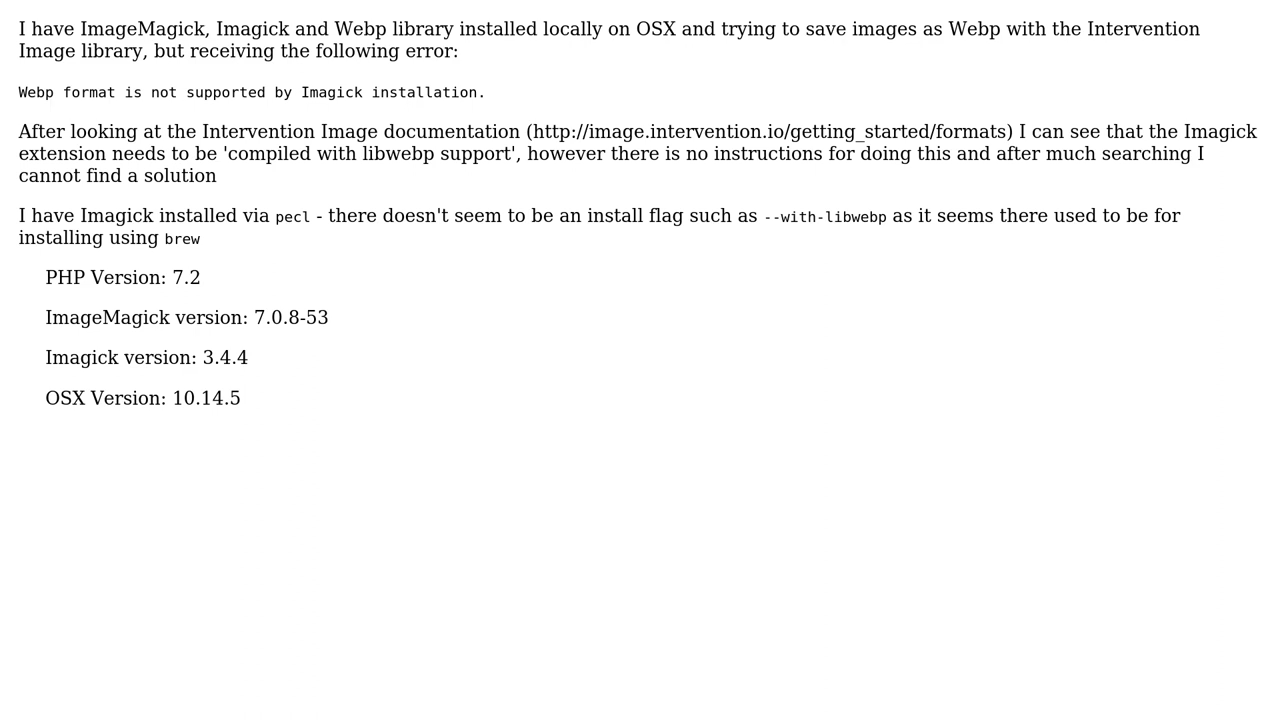 I have ImageMagick, Imagick and Webp library installed locally on OSX and trying to save images as Webp with the Intervention
Image library, but receiving the following error:
Webp format is not supported by Imagick installation.
After looking at the Intervention Image documentation (http://image.intervention.io/getting_started/formats) I can see that the Imagick
extension needs to be 'compiled with libwebp support', however there is no instructions for doing this and after much searching I
cannot find a solution
I have Imagick installed via pecl - there doesn't seem to be an install flag such as --with-libwebp as it seems there used to be for
installing using brew
PHP Version: 7.2
ImageMagick version: 7.0.8-53
Imagick version: 3.4.4
OSX Version: 10.14.5